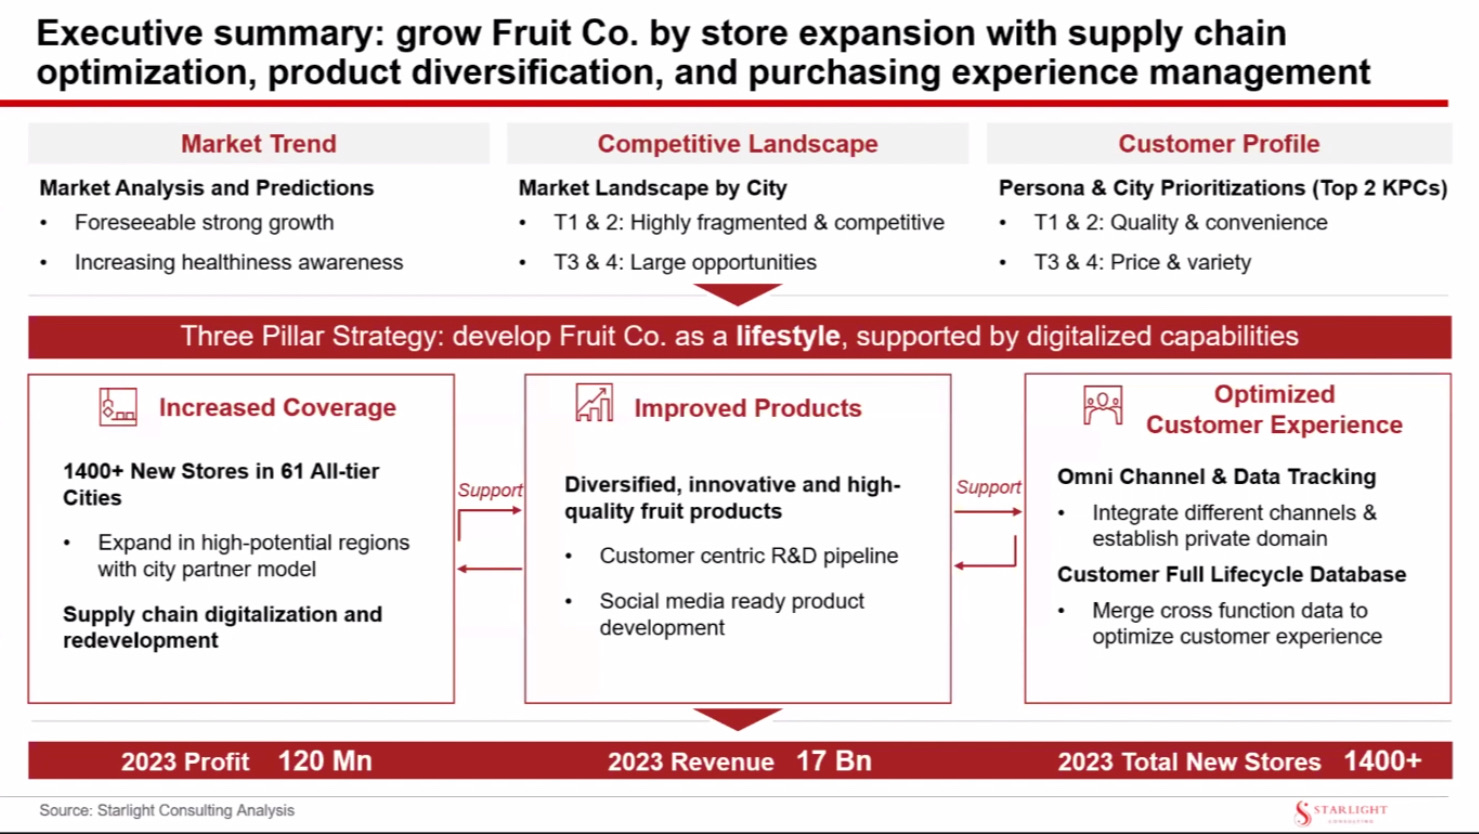 Executive summary: grow Fruit Co. by store expansion with supply chain
optimization, product diversification, and purchasing experience management
Market Trend
Market Analysis and Predictions
• Foreseeable strong growth
• Increasing healthiness awareness
Competitive Landscape
Market Landscape by City
• T1 & 2: Highly fragmented & competitive
• T3 & 4: Large opportunities
Customer Profile
Persona & City Prioritizations (Top 2 KPCs)
• T1 & 2: Quality & convenience
• T3 & 4: Price & variety
Three Pillar Strategy: develop Fruit Co. as a lifestyle, supported by digitalized capabilities
Increased Coverage
1400+ New Stores in 61 All-tier
Cities
• Expand in high-potential regions
with city partner model
Supply chain digitalization and
redevelopment
Support
Improved Products
Diversified, innovative and high-
quality fruit products
• Customer centric R&D pipeline
• Social media ready product
development
Support
Optimized
Customer Experience
Omni Channel & Data Tracking
• Integrate different channels &
establish private domain
Customer Full Lifecycle Database
• Merge cross function data to
optimize customer experience
2023 Profit 120 Mn
2023 Revenue 17 Bn
2023 Total New Stores 1400+
Source: Starlight Consulting Analysis
STARLIGHT
CONSULTING